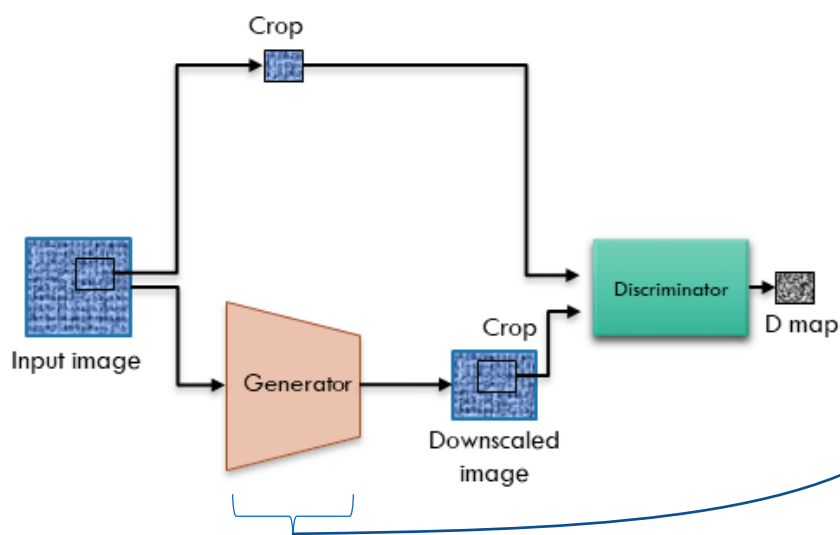 Crop
Input image
Generator
Crop
Downscaled
image
Discriminator
D map